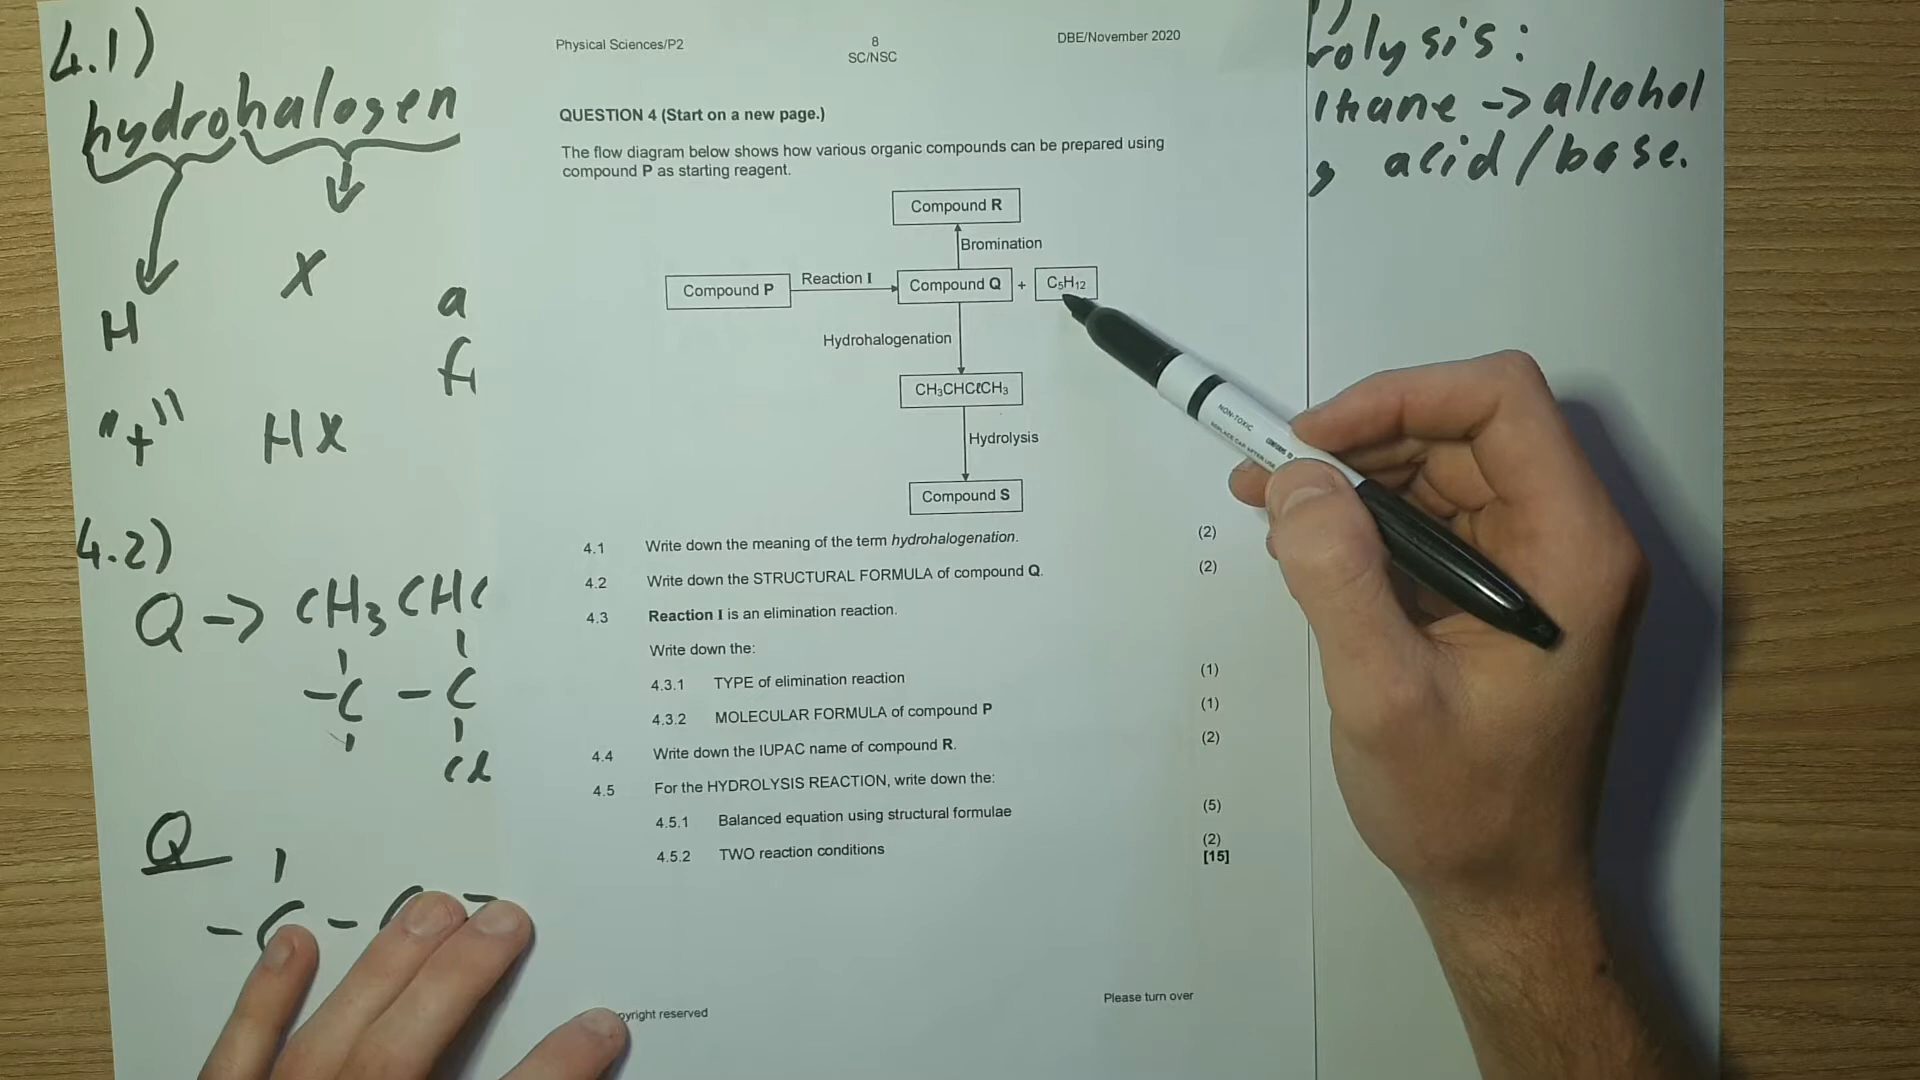 4.1)
hydrohalogen
H
X
a
"+"
HX
4.2)
Q -> CH3CHC
-C - C
Cl
Q
-C - C -
Physical Sciences/P2
8
SC/NSC
DBE/November 2020
QUESTION 4 (Start on a new page.)
The flow diagram below shows how various organic compounds can be prepared using
compound P as starting reagent.
Compound R
Bromination
Compound P
Reaction I
Compound Q + C5H12
Hydrohalogenation
CH3CHCℓCH3
Hydrolysis
Compound S
4.1 Write down the meaning of the term hydrohalogenation. (2)
4.2 Write down the STRUCTURAL FORMULA of compound Q. (2)
4.3 Reaction I is an elimination reaction.
Write down the:
4.3.1 TYPE of elimination reaction (1)
4.3.2 MOLECULAR FORMULA of compound P (1)
4.4 Write down the IUPAC name of compound R. (2)
4.5 For the HYDROLYSIS REACTION, write down the:
4.5.1 Balanced equation using structural formulae (5)
4.5.2 TWO reaction conditions (2)
[15]
opyright reserved
Please turn over
rolysis:
thane -> alcohol
acid/base.